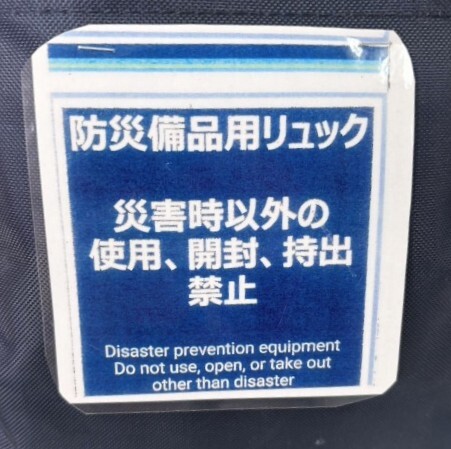 防災備品用リュック
災害時以外の
使用、開封、持出
禁止
Disaster prevention equipment
Do not use, open, or take out
other than disaster